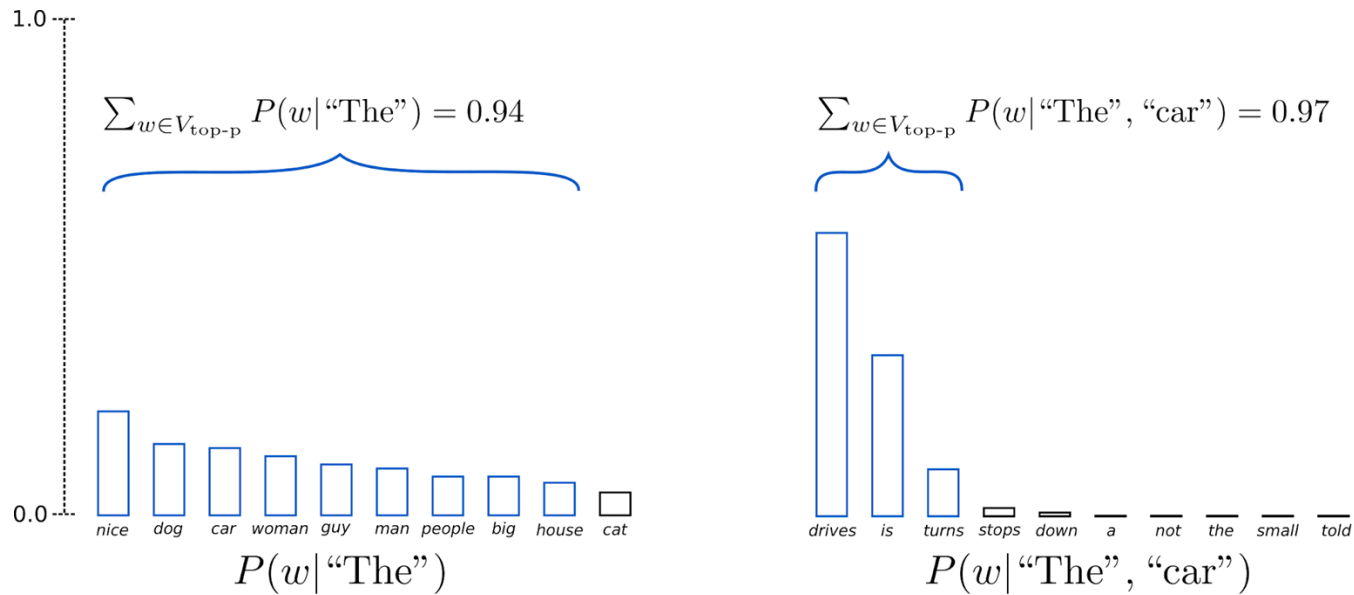 1.0
∑w∈Vtop-p P(w|“The”) = 0.94
∑w∈Vtop-p P(w|“The”, “car”) = 0.97
0.0
nice dog car woman guy man people big house cat
drives is turns stops down a not the small told
P(w|“The”)
P(w|“The”, “car”)